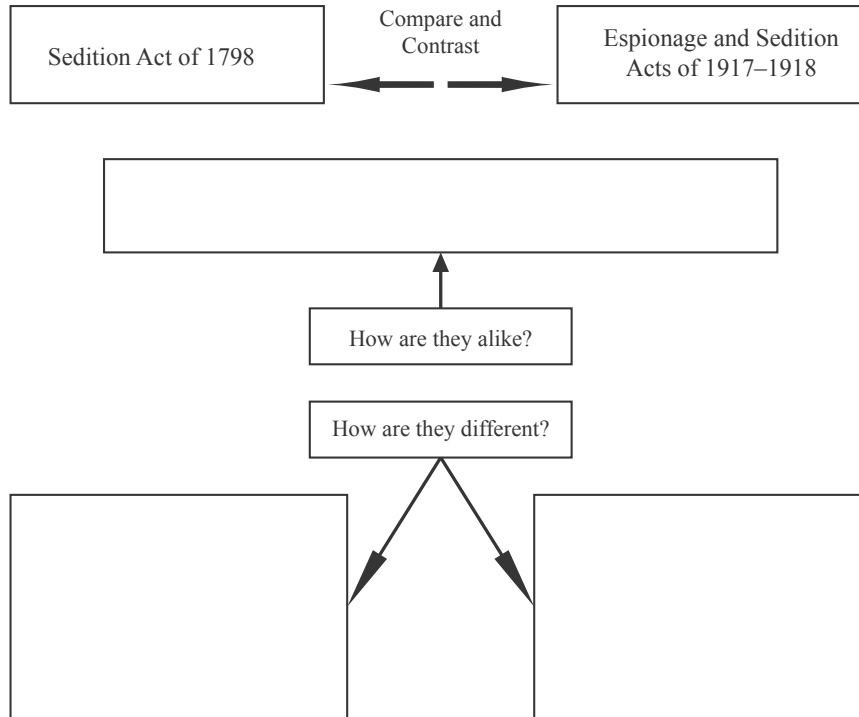 Sedition Act of 1798
Compare and
Contrast
Espionage and Sedition
Acts of 1917–1918
How are they alike?
How are they different?